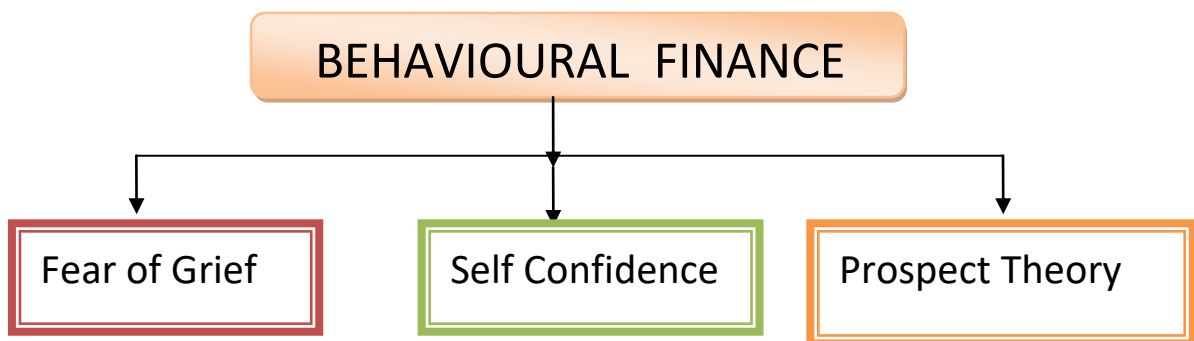 BEHAVIOURAL FINANCE
Fear of Grief
Self Confidence
Prospect Theory